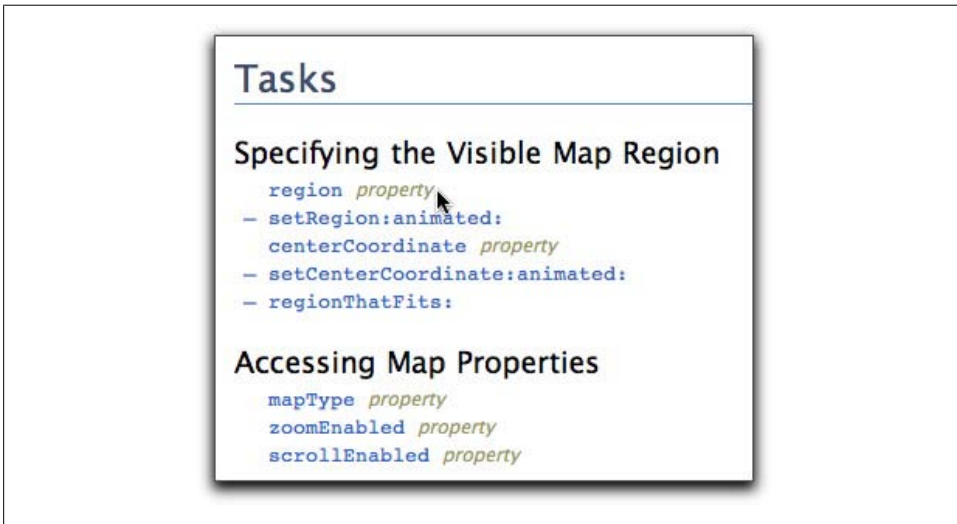 Tasks
Specifying the Visible Map Region
region property
– setRegion:animated:
centerCoordinate property
– setCenterCoordinate:animated:
– regionThatFits:
Accessing Map Properties
mapType property
zoomEnabled property
scrollEnabled property